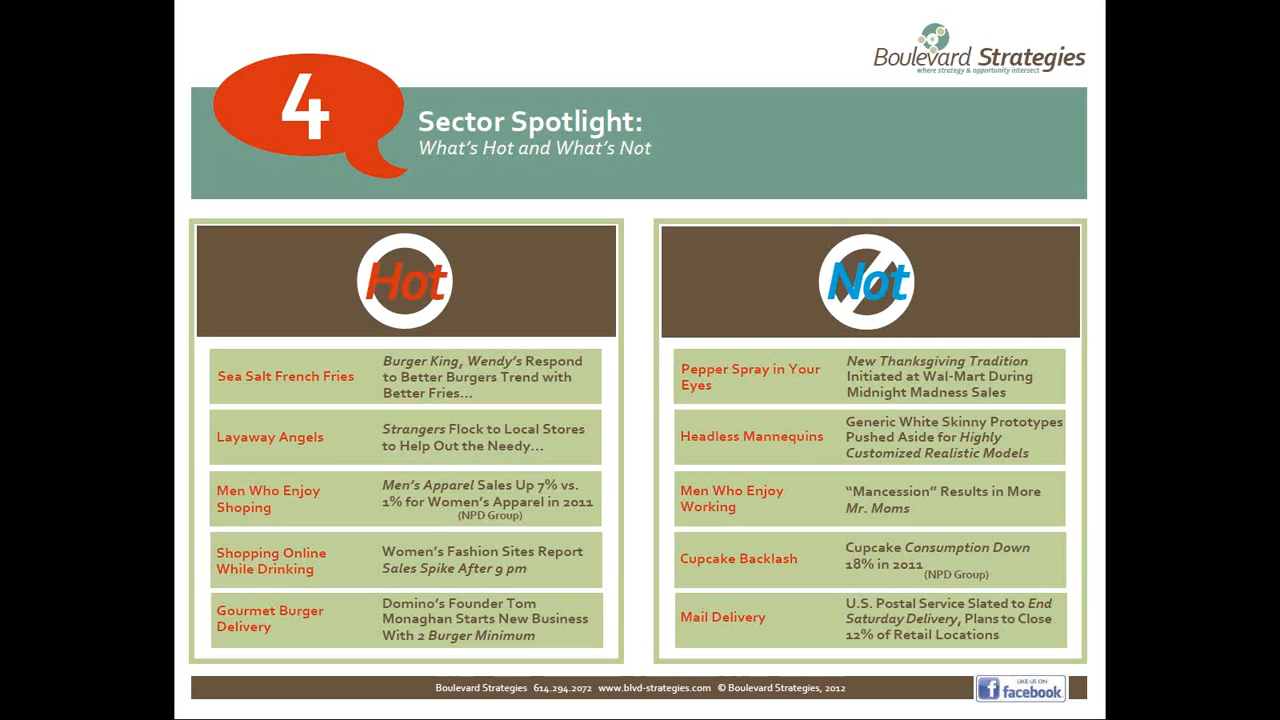 Boulevard Strategies
where strategy & opportunity intersect
4
Sector Spotlight:
What's Hot and What's Not
Hot
Sea Salt French Fries
Burger King, Wendy's Respond
to Better Burgers Trend with
Better Fries...
Layaway Angels
Strangers Flock to Local Stores
to Help Out the Needy...
Men Who Enjoy
Shoping
Men's Apparel Sales Up 7% vs.
1% for Women's Apparel in 2011
(NPD Group)
Shopping Online
While Drinking
Women's Fashion Sites Report
Sales Spike After 9 pm
Gourmet Burger
Delivery
Domino's Founder Tom
Monaghan Starts New Business
With 2 Burger Minimum
Not
Pepper Spray in Your
Eyes
New Thanksgiving Tradition
Initiated at Wal-Mart During
Midnight Madness Sales
Headless Mannequins
Generic White Skinny Prototypes
Pushed Aside for Highly
Customized Realistic Models
Men Who Enjoy
Working
"Mancession" Results in More
Mr. Moms
Cupcake Backlash
Cupcake Consumption Down
18% in 2011
(NPD Group)
Mail Delivery
U.S. Postal Service Slated to End
Saturday Delivery, Plans to Close
12% of Retail Locations
Boulevard Strategies 614.294.2072 www.blvd-strategies.com © Boulevard Strategies, 2012
LIKE US ON
facebook